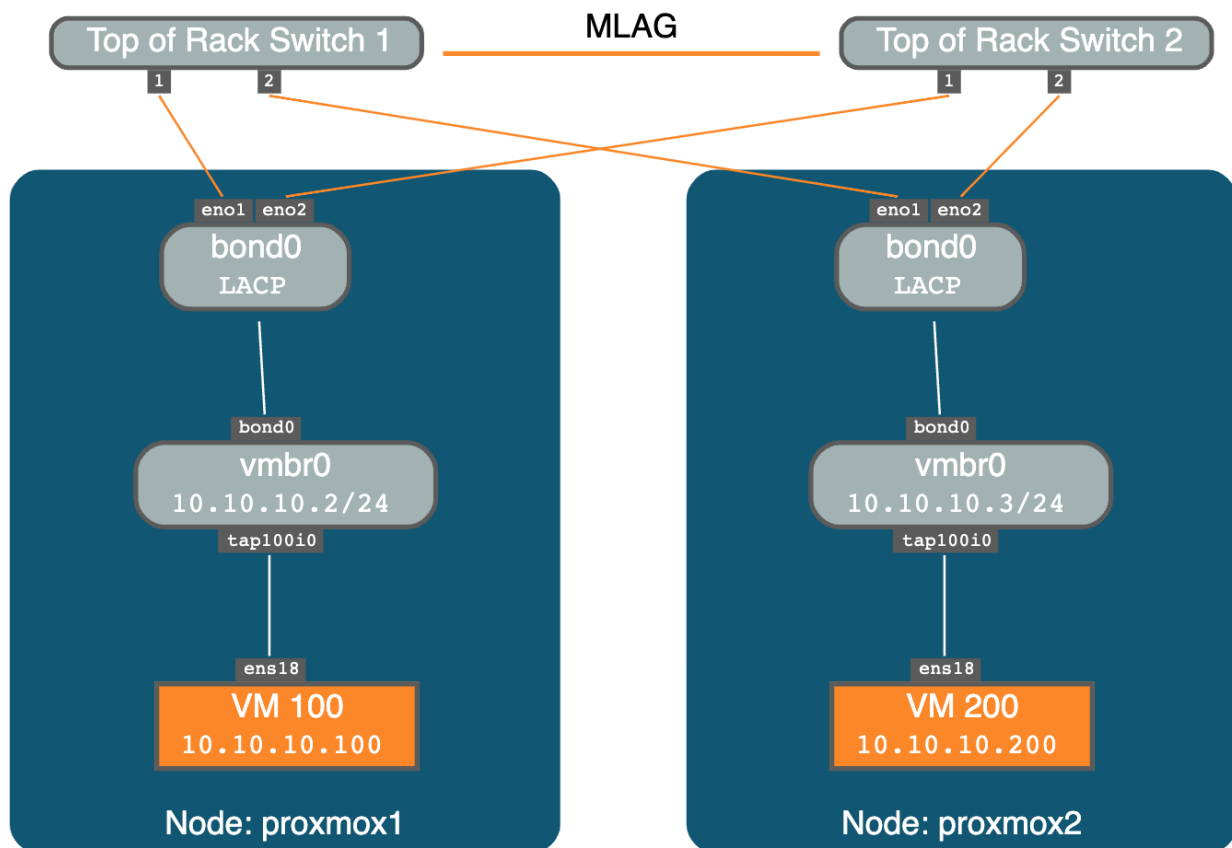 MLAG
Top of Rack Switch 1
Top of Rack Switch 2
1
2
1
2
eno1
eno2
bond0
LACP
bond0
vmbr0
10.10.10.2/24
tap100i0
ens18
VM 100
10.10.10.100
Node: proxmox1
eno1
eno2
bond0
LACP
bond0
vmbr0
10.10.10.3/24
tap100i0
ens18
VM 200
10.10.10.200
Node: proxmox2